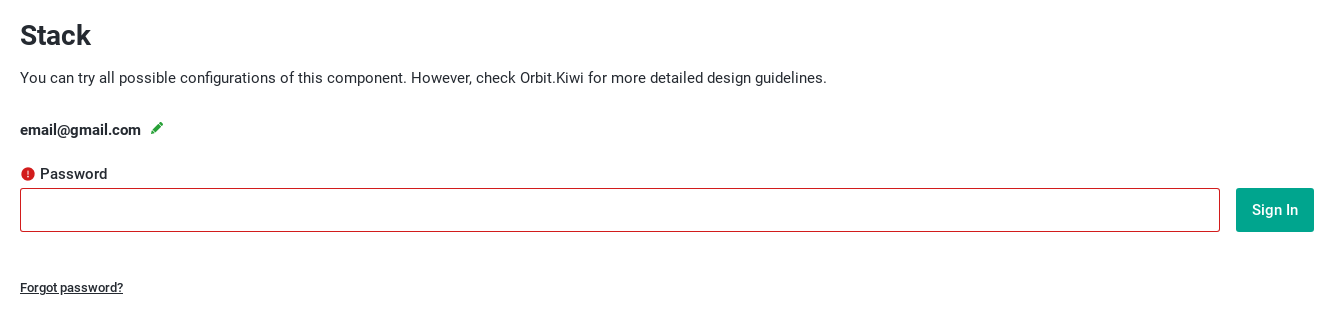 Stack
You can try all possible configurations of this component. However, check Orbit.Kiwi for more detailed design guidelines.
email@gmail.com
Password
Sign In
Forgot password?